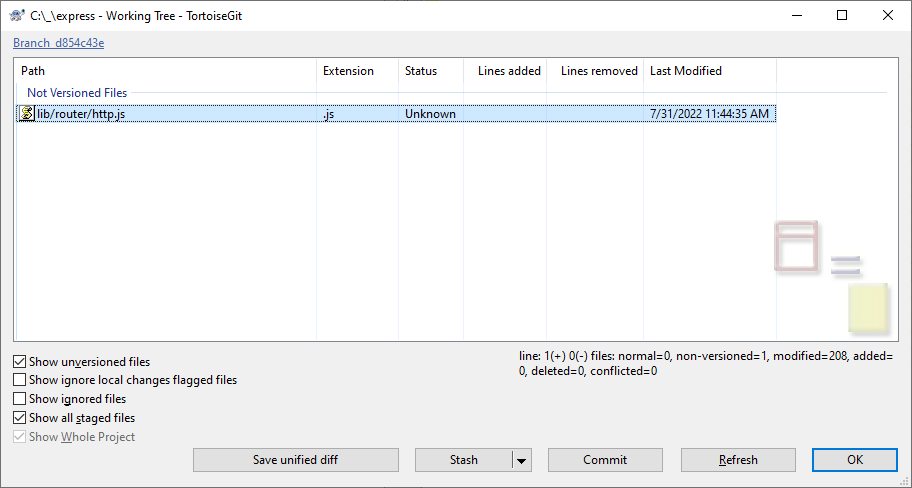 C:\_\express - Working Tree - TortoiseGit
Branch_d854c43e
Path Extension Status Lines added Lines removed Last Modified
Not Versioned Files
lib/router/http.js .js Unknown 7/31/2022 11:44:35 AM
Show unversioned files
line: 1(+) 0(-) files: normal=0, non-versioned=1, modified=208, added=
0, deleted=0, conflicted=0
Show ignore local changes flagged files
Show ignored files
Show all staged files
Show Whole Project
Save unified diff Stash Commit Refresh OK